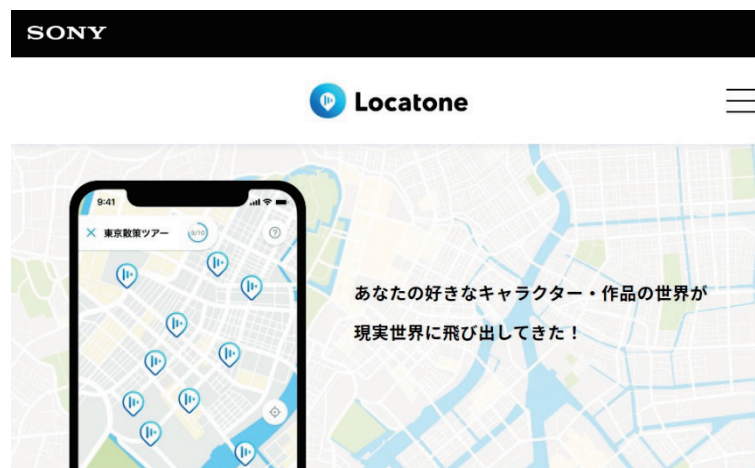 SONY
Locatone
9:41
東京散策ツアー
9/10
?
あなたの好きなキャラクター・作品の世界が
現実世界に飛び出してきた！